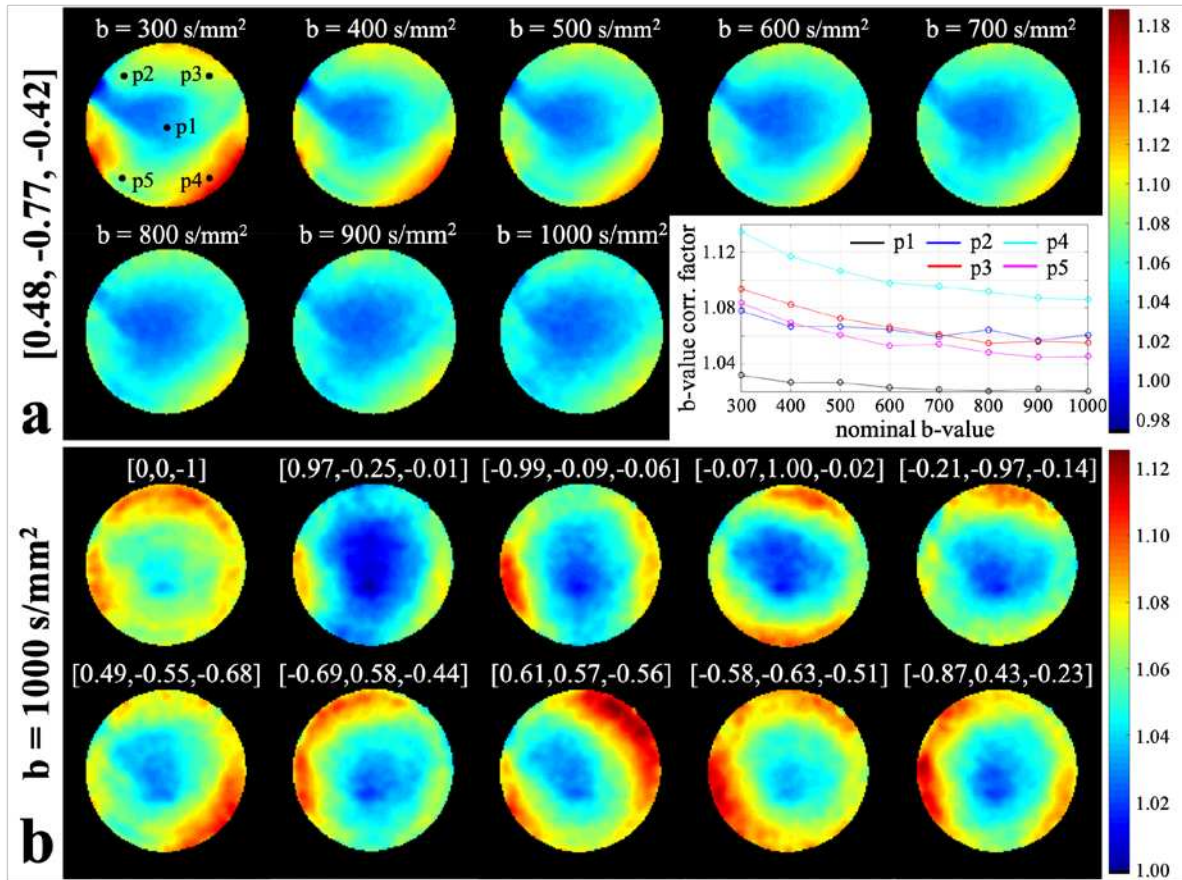 b = 300 s/mm² b = 400 s/mm² b = 500 s/mm² b = 600 s/mm² b = 700 s/mm²
p2 p3
p1
p5 p4
[0.48, -0.77, -0.42]
a
b = 800 s/mm² b = 900 s/mm² b = 1000 s/mm²
b-value corr. factor
1.12
1.08
1.04
p1 p2 p4
p3 p5
300 400 500 600 700 800 900 1000
nominal b-value
1.18
1.16
1.14
1.12
1.10
1.08
1.06
1.04
1.02
1.00
0.98
b = 1000 s/mm²
b
[0,0,-1] [0.97,-0.25,-0.01] [-0.99,-0.09,-0.06] [-0.07,1.00,-0.02] [-0.21,-0.97,-0.14]
[0.49,-0.55,-0.68] [-0.69,0.58,-0.44] [0.61,0.57,-0.56] [-0.58,-0.63,-0.51] [-0.87,0.43,-0.23]
1.12
1.10
1.08
1.06
1.04
1.02
1.00